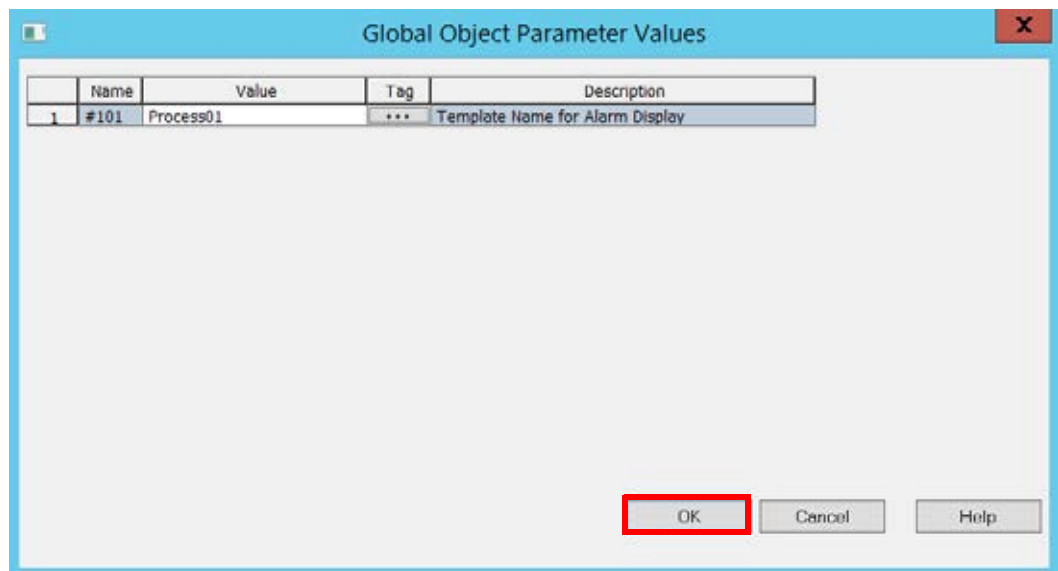 Global Object Parameter Values
X
Name Value Tag Description
1 #101 Process01 ... Template Name for Alarm Display
OK Cancel Help